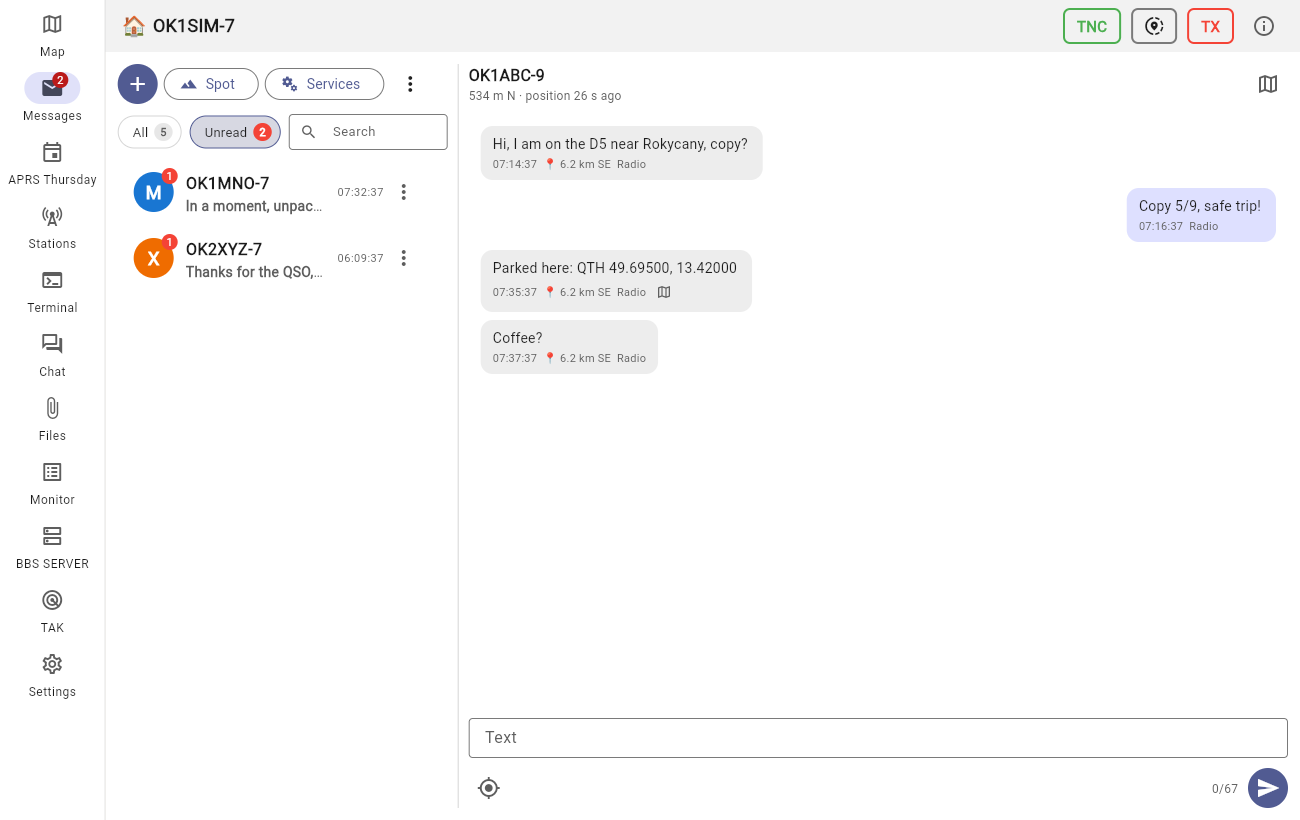 OK1SIM-7
TNC
TX
Map
2
Messages
APRS Thursday
Stations
Terminal
Chat
Files
Monitor
BBS SERVER
TAK
Settings
+ Spot Services
All 5 Unread 2 Search
M 1 OK1MNO-7 07:32:37
In a moment, unpac...
X 1 OK2XYZ-7 06:09:37
Thanks for the QSO,...
OK1ABC-9
534 m N · position 26 s ago
Hi, I am on the D5 near Rokycany, copy?
07:14:37 📍 6.2 km SE Radio
Copy 5/9, safe trip!
07:16:37 Radio
Parked here: QTH 49.69500, 13.42000
07:35:37 📍 6.2 km SE Radio
Coffee?
07:37:37 📍 6.2 km SE Radio
Text
0/67